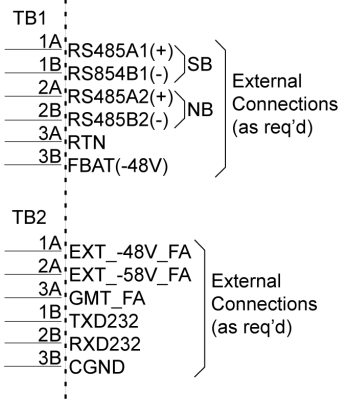 TB1
1A RS485A1(+)
1B RS854B1(-)
SB
2A RS485A2(+)
2B RS485B2(-)
NB
3A RTN
3B FBAT(-48V)
External
Connections
(as req'd)
TB2
1A EXT_-48V_FA
2A EXT_-58V_FA
3A GMT_FA
1B TXD232
2B RXD232
3B CGND
External
Connections
(as req'd)